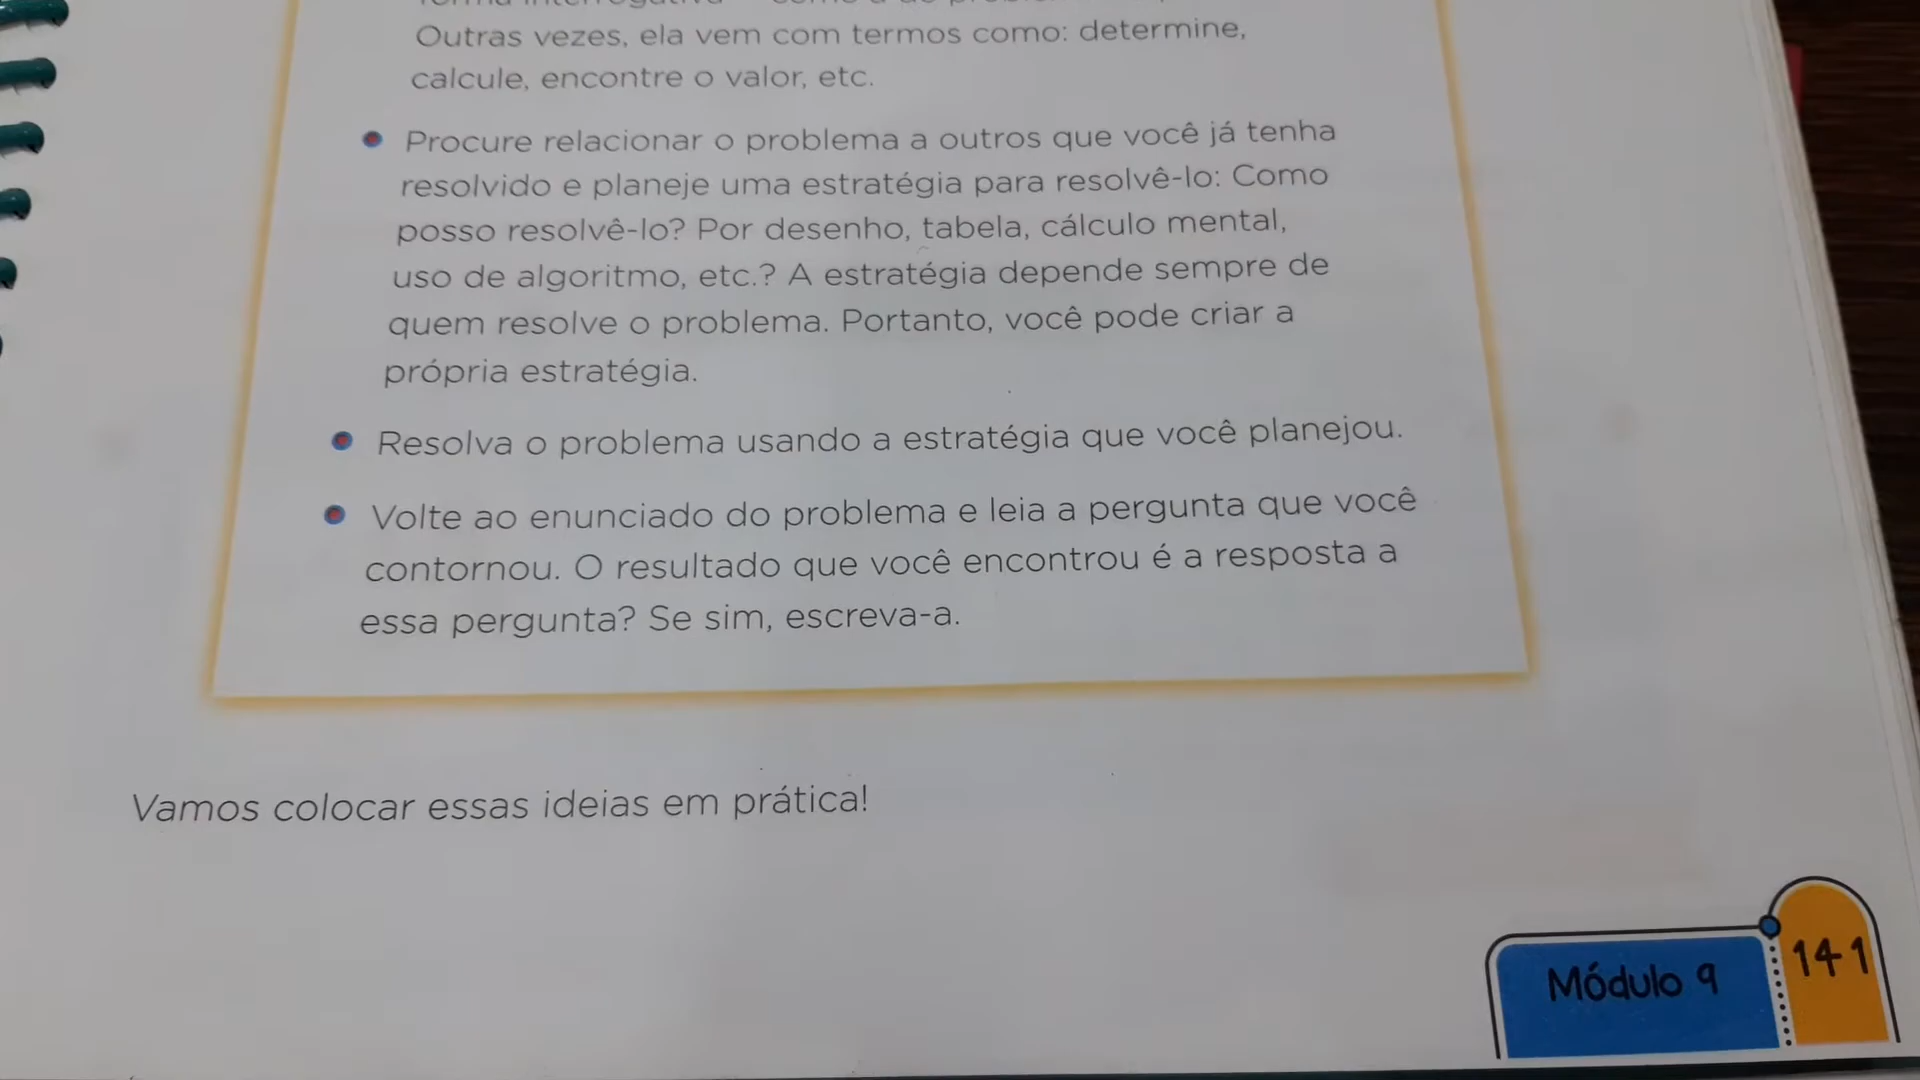 Outras vezes, ela vem com termos como: determine,
calcule, encontre o valor, etc.
Procure relacionar o problema a outros que você já tenha
resolvido e planeje uma estratégia para resolvê-lo: Como
posso resolvê-lo? Por desenho, tabela, cálculo mental,
uso de algoritmo, etc.? A estratégia depende sempre de
quem resolve o problema. Portanto, você pode criar a
própria estratégia.
Resolva o problema usando a estratégia que você planejou.
Volte ao enunciado do problema e leia a pergunta que você
contornou. O resultado que você encontrou é a resposta a
essa pergunta? Se sim, escreva-a.
Vamos colocar essas ideias em prática!
Módulo 9
141